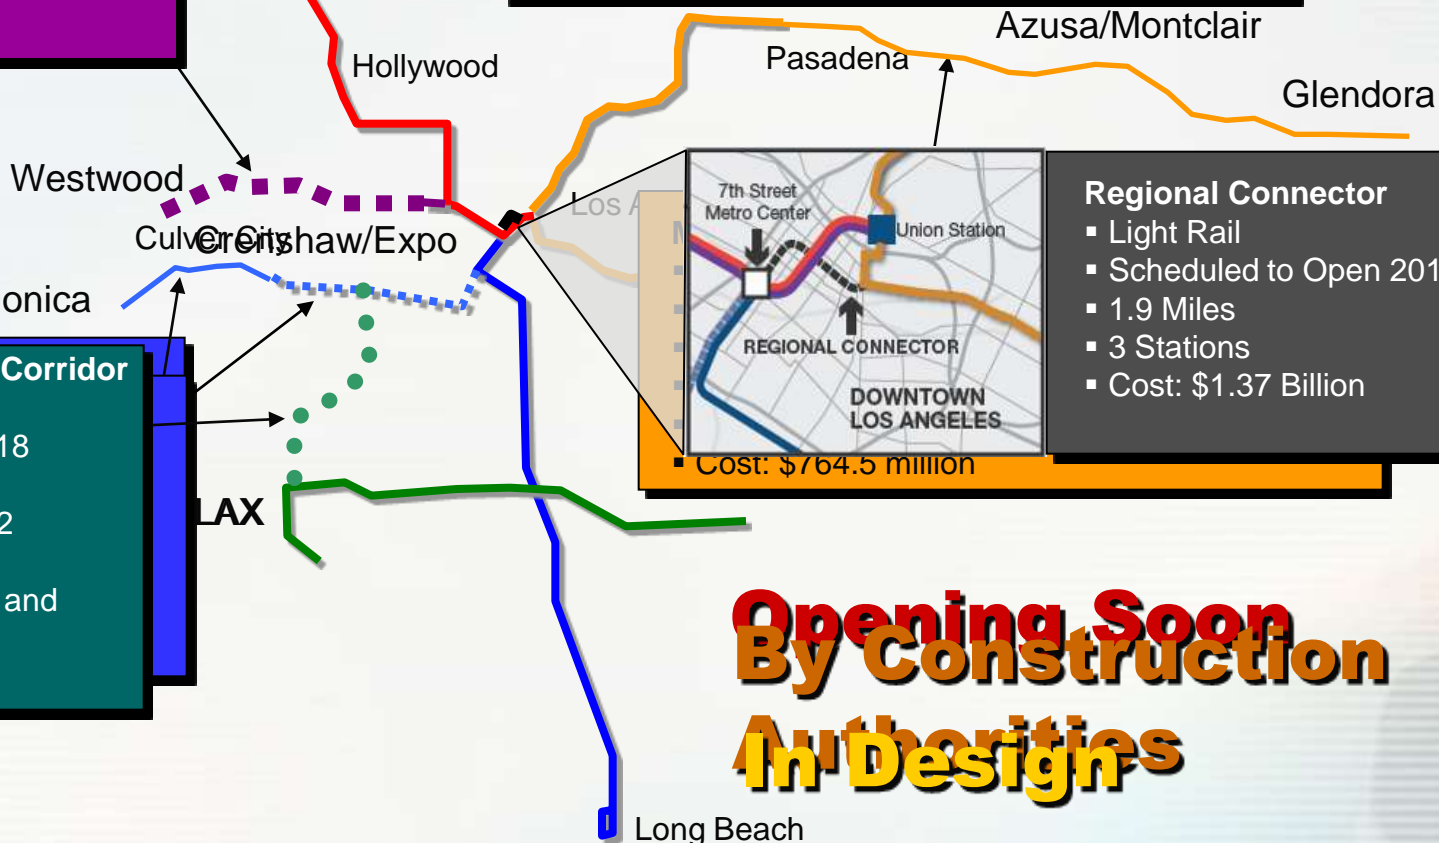 Azusa/Montclair
Hollywood
Pasadena
Glendora
Westwood
Culver City
Crenshaw/Expo
onica
Los A
7th Street
Metro Center
Union Station
REGIONAL CONNECTOR
DOWNTOWN
LOS ANGELES
Regional Connector
▪ Light Rail
▪ Scheduled to Open 201
▪ 1.9 Miles
▪ 3 Stations
▪ Cost: $1.37 Billion
M
▪ Cost: $764.5 million
Corridor
18
2
and
LAX
Opening Soon
By Construction
Authorities
In Design
Long Beach